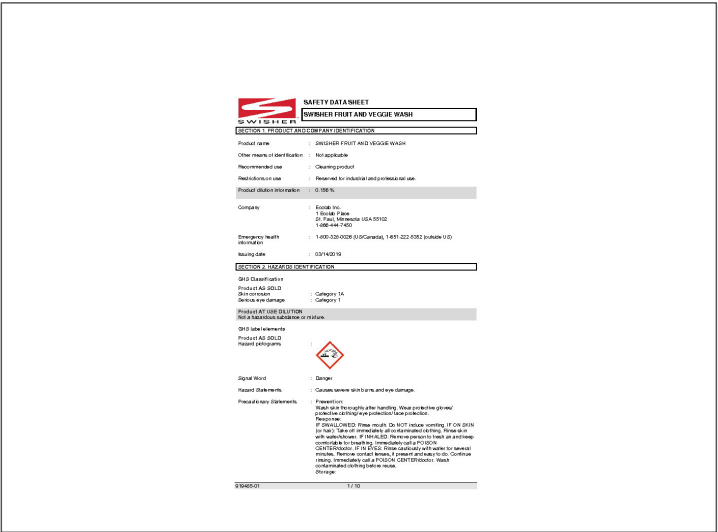 SAFETY DATA SHEET
SWISHER
SWISHER FRUIT AND VEGGIE WASH
SECTION 1. PRODUCT AND COMPANY IDENTIFICATION
Product name : SWISHER FRUIT AND VEGGIE WASH
Other means of identification : Not applicable
Recommended use : Cleaning product
Restrictions on use : Reserved for industrial and professional use.
Product dilution information : 0.156 %
Company : Ecolab Inc.
1 Ecolab Place
St. Paul, Minnesota USA 55102
1-866-444-7450
Emergency health : 1-800-328-0026 (US/Canada), 1-651-222-5352 (outside US)
information
Issuing date : 03/14/2019
SECTION 2. HAZARDS IDENTIFICATION
GHS Classification
Product AS SOLD
Skin corrosion : Category 1A
Serious eye damage : Category 1
Product AT USE DILUTION
Not a hazardous substance or mixture.
GHS label elements
Product AS SOLD
Hazard pictograms :
Signal Word : Danger
Hazard Statements : Causes severe skin burns and eye damage.
Precautionary Statements : Prevention:
Wash skin thoroughly after handling. Wear protective gloves/
protective clothing/ eye protection/ face protection.
Response:
IF SWALLOWED: Rinse mouth. Do NOT induce vomiting. IF ON SKIN
(or hair): Take off immediately all contaminated clothing. Rinse skin
with water/shower. IF INHALED: Remove person to fresh air and keep
comfortable for breathing. Immediately call a POISON
CENTER/doctor. IF IN EYES: Rinse cautiously with water for several
minutes. Remove contact lenses, if present and easy to do. Continue
rinsing. Immediately call a POISON CENTER/doctor. Wash
contaminated clothing before reuse.
Storage:
919485-01 1 / 10